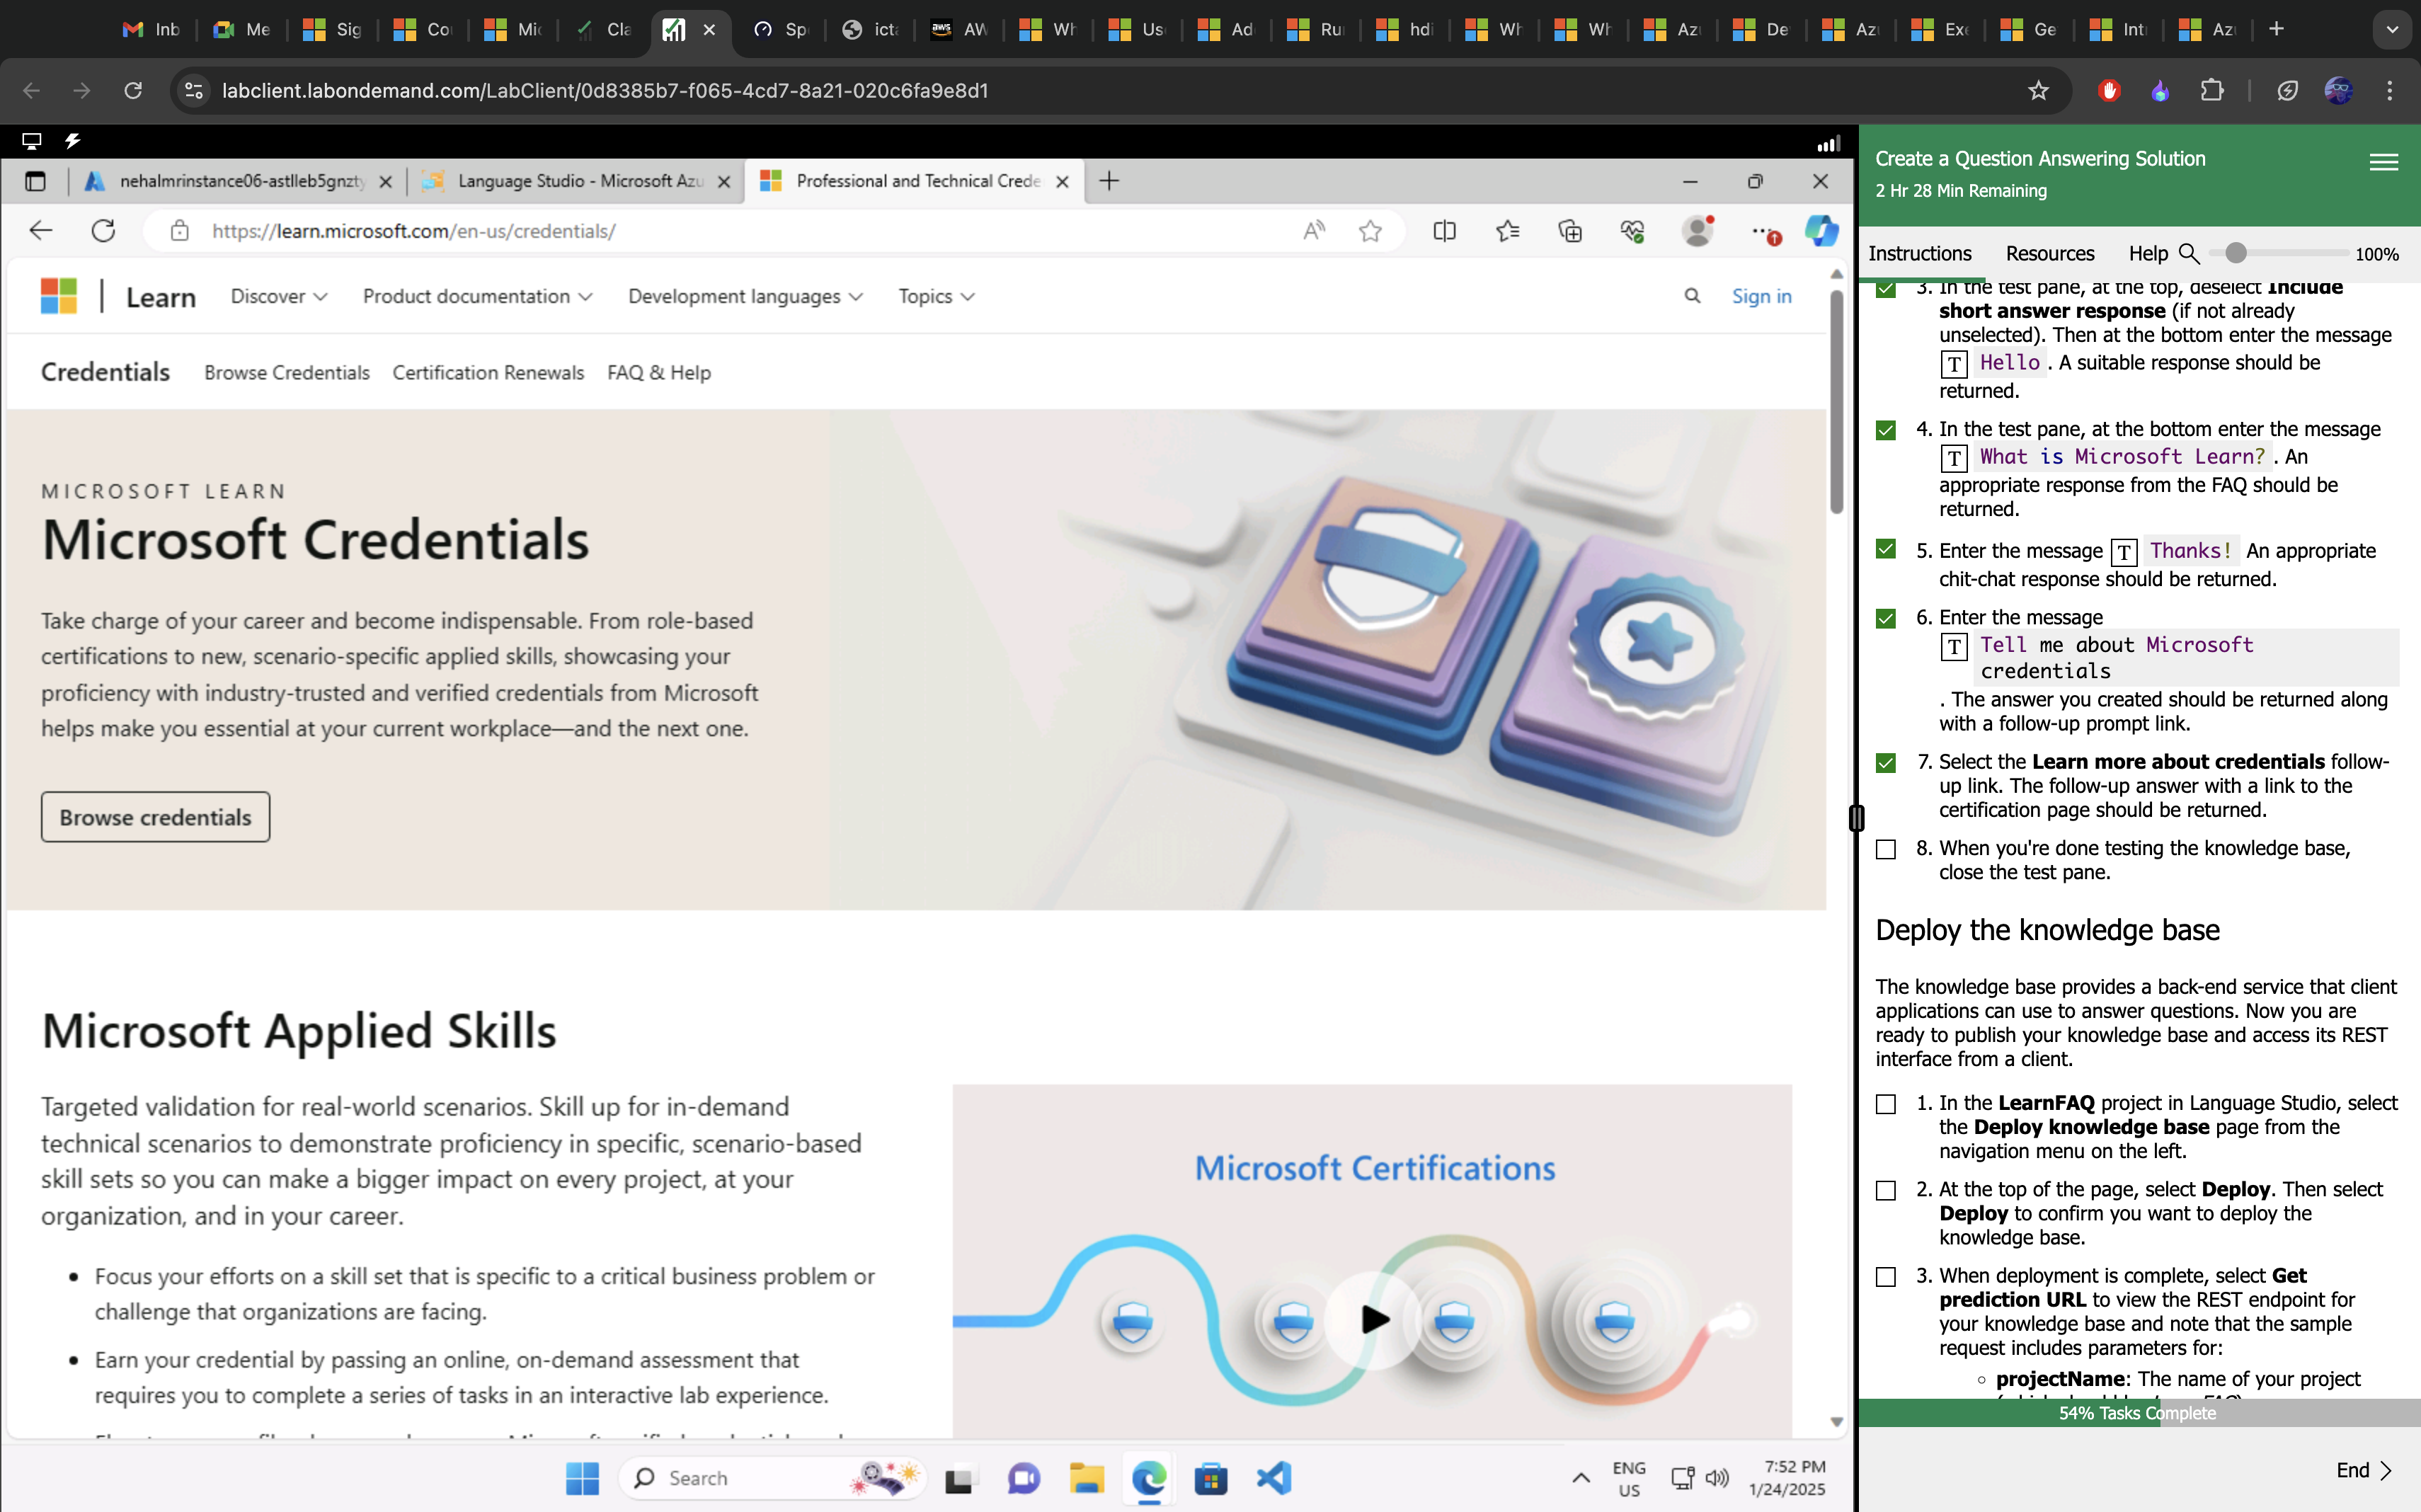 Inb
Me
Sig
Co
Mic
Cla
Sp
icta
aws
AW
Wh
Us
Ad
Ru
hdi
Wh
Wh
Az
De
Az
Exe
Ge
Int
Az
labclient.labondemand.com/LabClient/0d8385b7-f065-4cd7-8a21-020c6fa9e8d1
nehalmrinstance06-astlleb5gnzty
Language Studio - Microsoft Azu
Professional and Technical Crede
https://learn.microsoft.com/en-us/credentials/
Learn
Discover
Product documentation
Development languages
Topics
Sign in
Credentials
Browse Credentials
Certification Renewals
FAQ & Help
MICROSOFT LEARN
Microsoft Credentials
Take charge of your career and become indispensable. From role-based
certifications to new, scenario-specific applied skills, showcasing your
proficiency with industry-trusted and verified credentials from Microsoft
helps make you essential at your current workplace—and the next one.
Browse credentials
Microsoft Applied Skills
Targeted validation for real-world scenarios. Skill up for in-demand
technical scenarios to demonstrate proficiency in specific, scenario-based
skill sets so you can make a bigger impact on every project, at your
organization, and in your career.
• Focus your efforts on a skill set that is specific to a critical business problem or
challenge that organizations are facing.
• Earn your credential by passing an online, on-demand assessment that
requires you to complete a series of tasks in an interactive lab experience.
Microsoft Certifications
Search
ENG
US
7:52 PM
1/24/2025
Create a Question Answering Solution
2 Hr 28 Min Remaining
Instructions
Resources
Help
100%
3. In the test pane, at the top, deselect Include
short answer response (if not already
unselected). Then at the bottom enter the message
T Hello . A suitable response should be
returned.
4. In the test pane, at the bottom enter the message
T What is Microsoft Learn? . An
appropriate response from the FAQ should be
returned.
5. Enter the message T Thanks! An appropriate
chit-chat response should be returned.
6. Enter the message
T Tell me about Microsoft
credentials
. The answer you created should be returned along
with a follow-up prompt link.
7. Select the Learn more about credentials follow-
up link. The follow-up answer with a link to the
certification page should be returned.
8. When you're done testing the knowledge base,
close the test pane.
Deploy the knowledge base
The knowledge base provides a back-end service that client
applications can use to answer questions. Now you are
ready to publish your knowledge base and access its REST
interface from a client.
1. In the LearnFAQ project in Language Studio, select
the Deploy knowledge base page from the
navigation menu on the left.
2. At the top of the page, select Deploy. Then select
Deploy to confirm you want to deploy the
knowledge base.
3. When deployment is complete, select Get
prediction URL to view the REST endpoint for
your knowledge base and note that the sample
request includes parameters for:
projectName: The name of your project
54% Tasks Complete
End